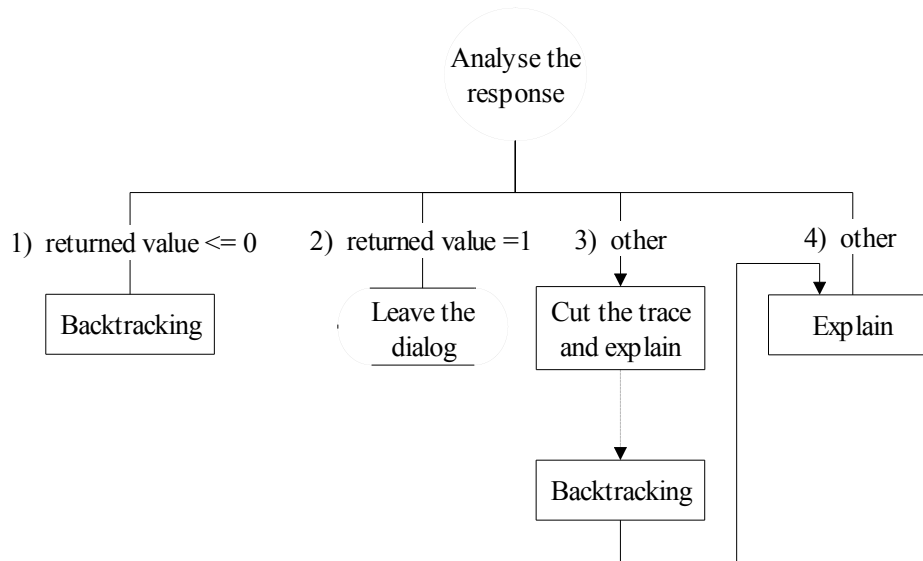 Analyse the
response
1) returned value <= 0
2) returned value =1
3) other
4) other
Backtracking
Leave the
dialog
Cut the trace
and explain
Explain
Backtracking